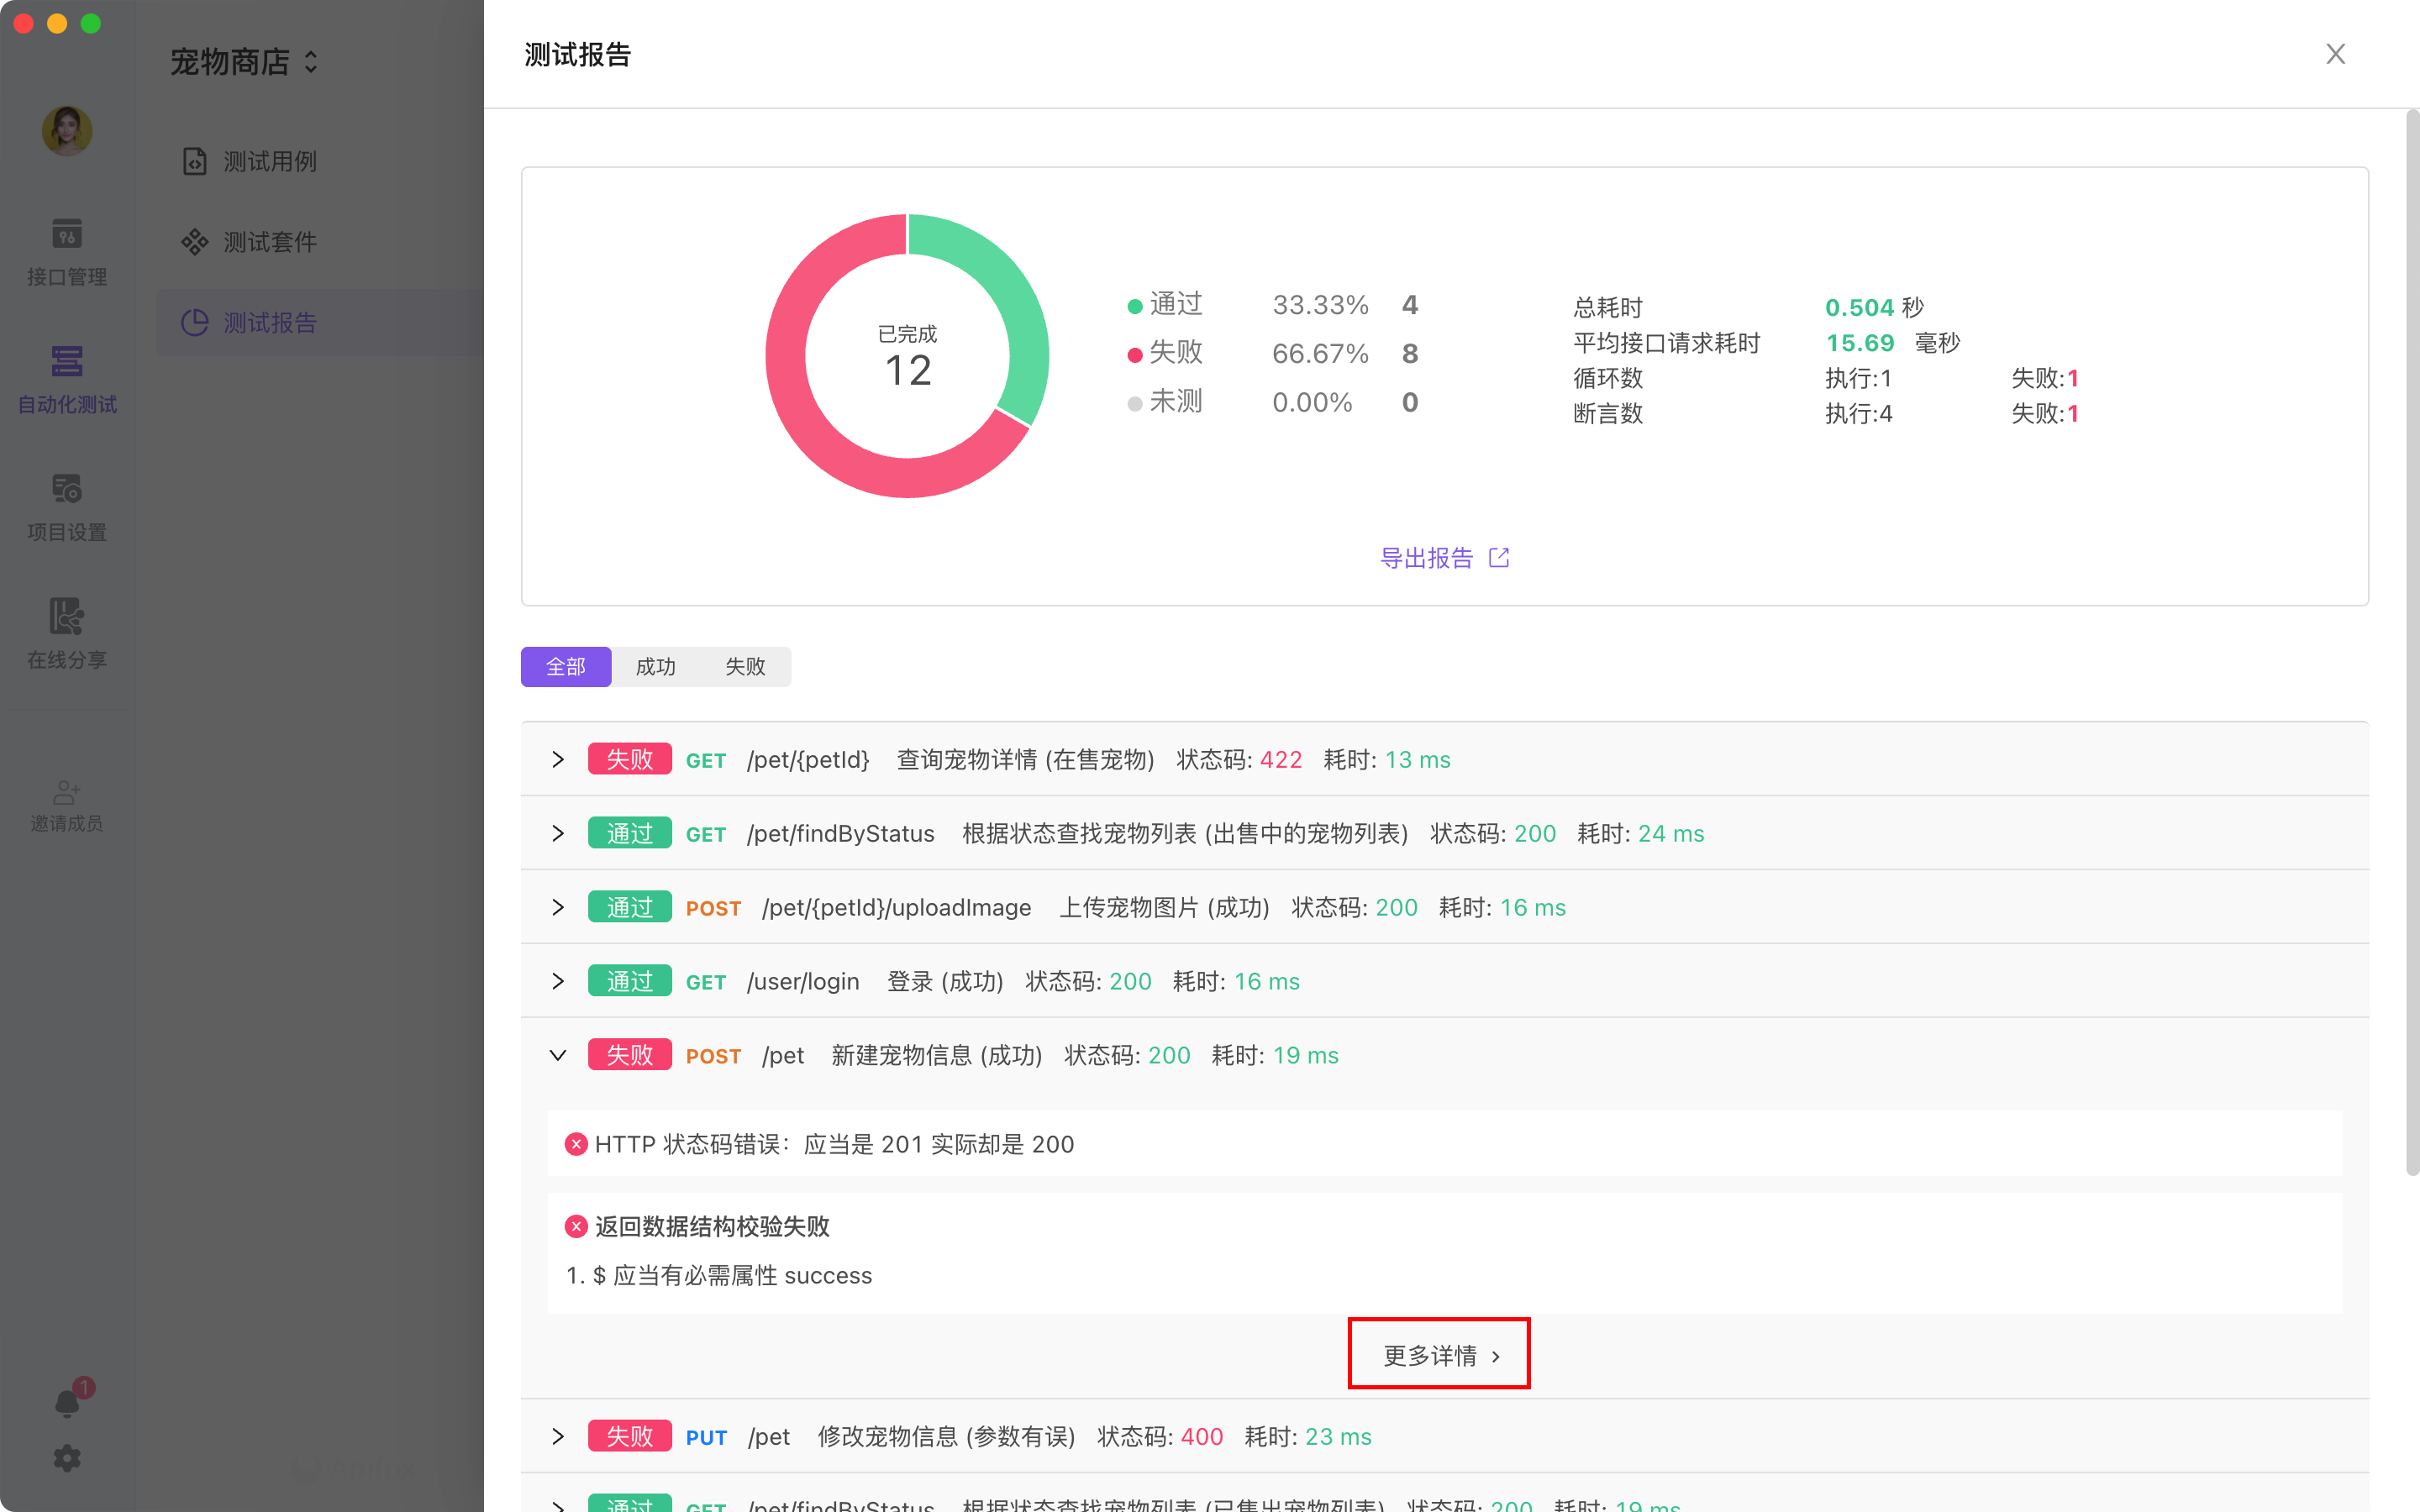 宠物商店
测试用例
测试套件
测试报告
接口管理
自动化测试
项目设置
在线分享
邀请成员
1
测试报告
已完成
12
通过 33.33% 4
失败 66.67% 8
未测 0.00% 0
总耗时 0.504 秒
平均接口请求耗时 15.69 毫秒
循环数 执行:1 失败:1
断言数 执行:4 失败:1
导出报告
全部 成功 失败
失败 GET /pet/{petId} 查询宠物详情 (在售宠物) 状态码: 422 耗时: 13 ms
通过 GET /pet/findByStatus 根据状态查找宠物列表 (出售中的宠物列表) 状态码: 200 耗时: 24 ms
通过 POST /pet/{petId}/uploadImage 上传宠物图片 (成功) 状态码: 200 耗时: 16 ms
通过 GET /user/login 登录 (成功) 状态码: 200 耗时: 16 ms
失败 POST /pet 新建宠物信息 (成功) 状态码: 200 耗时: 19 ms
HTTP 状态码错误：应当是 201 实际却是 200
返回数据结构校验失败
1. $ 应当有必需属性 success
更多详情
失败 PUT /pet 修改宠物信息 (参数有误) 状态码: 400 耗时: 23 ms
通过 GET /pet/findByStatus 根据状态查找宠物列表 (已售出宠物列表) 状态码: 200 耗时: 19 ms